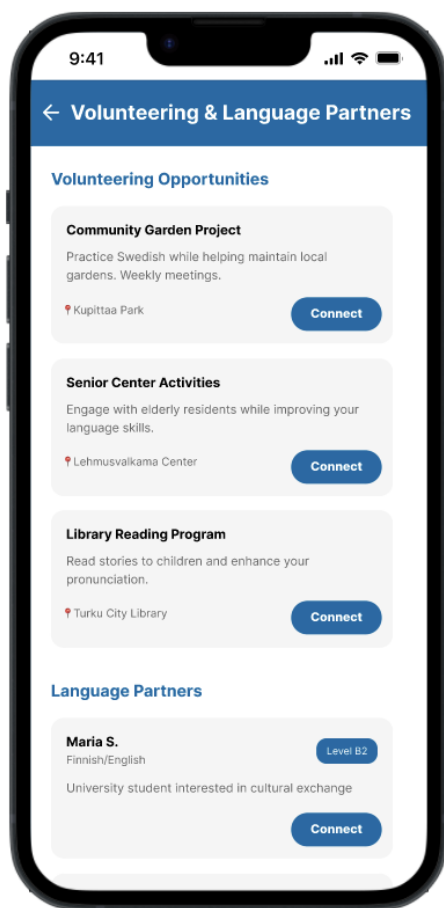 9:41
← Volunteering & Language Partners
Volunteering Opportunities
Community Garden Project
Practice Swedish while helping maintain local
gardens. Weekly meetings.
📍Kupittaa Park
Connect
Senior Center Activities
Engage with elderly residents while improving your
language skills.
📍Lehmusvalkama Center
Connect
Library Reading Program
Read stories to children and enhance your
pronunciation.
📍Turku City Library
Connect
Language Partners
Maria S.
Finnish/English
Level B2
University student interested in cultural exchange
Connect